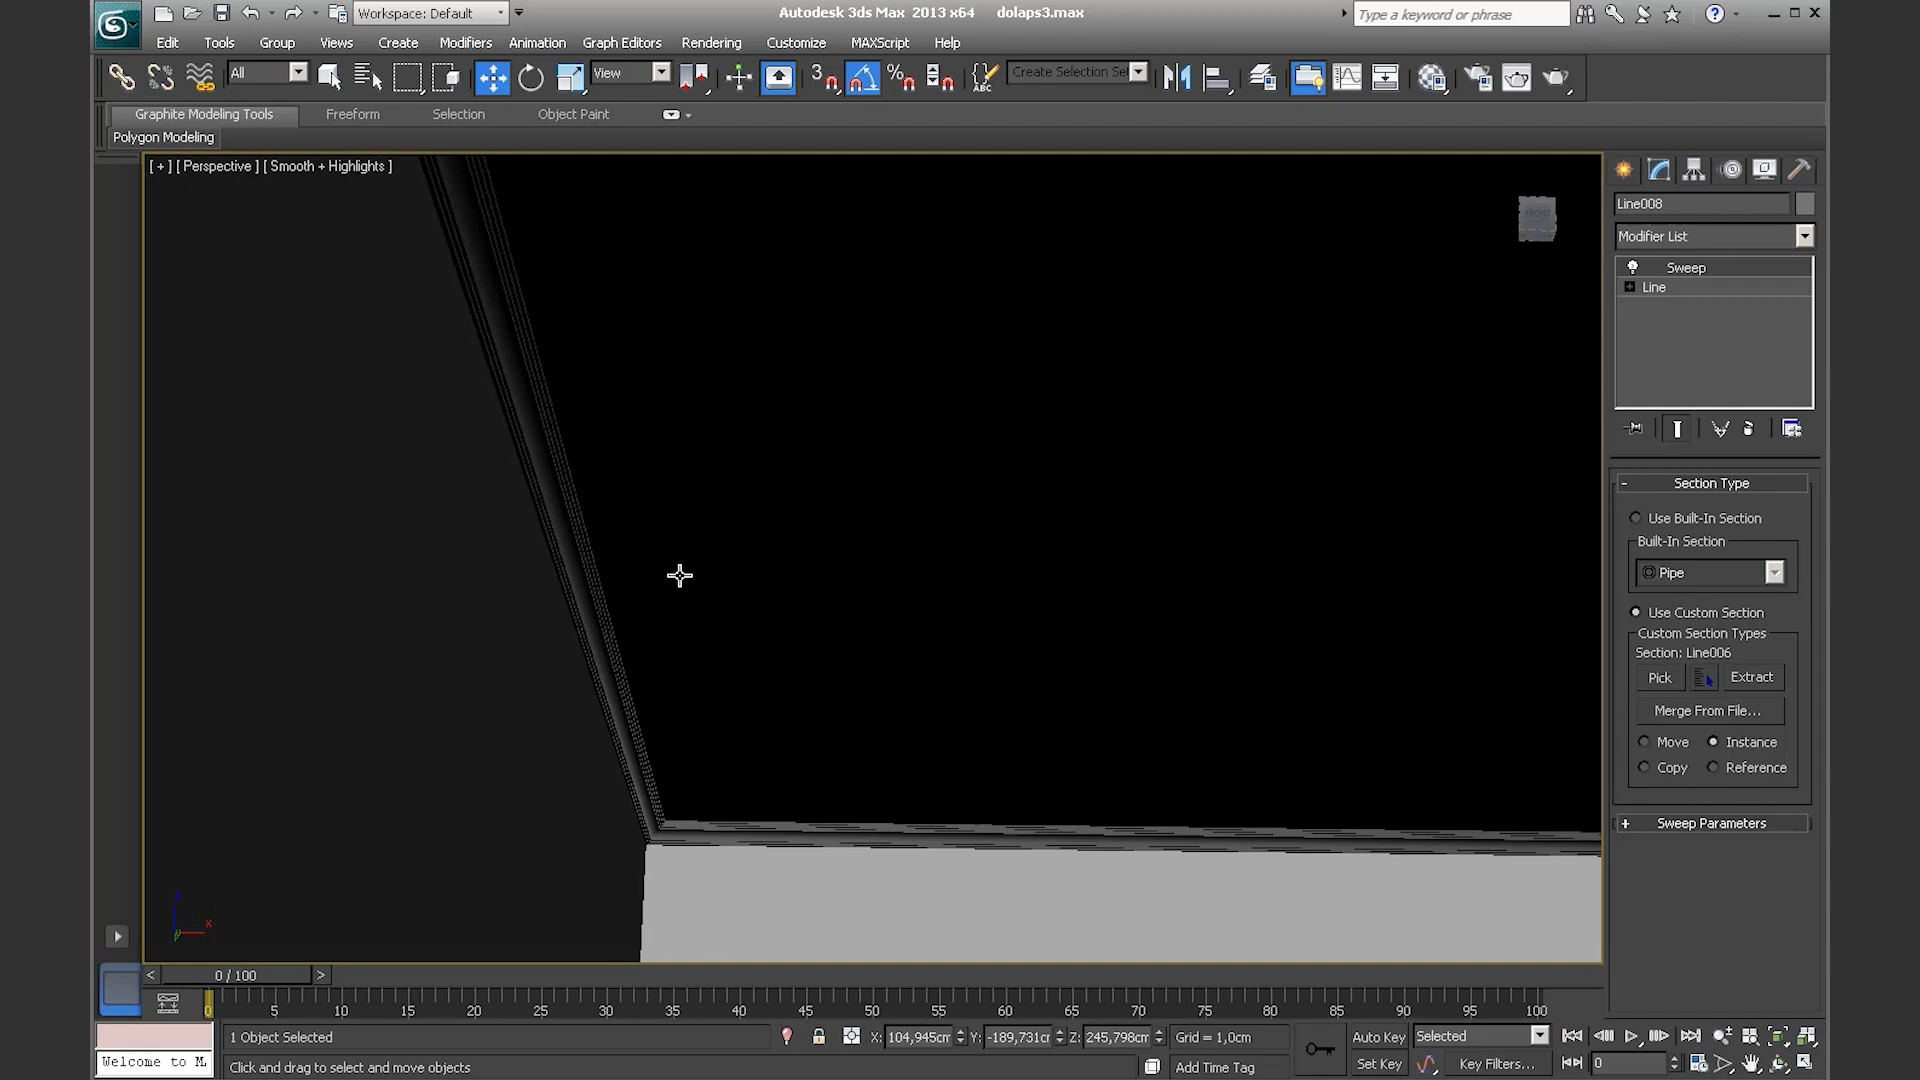 Workspace: Default
Autodesk 3ds Max 2013 x64 dolaps3.max
Type a keyword or phrase
Edit Tools Group Views Create Modifiers Animation Graph Editors Rendering Customize MAXScript Help
All
View
3
%
ABC
Create Selection Se
Graphite Modeling Tools Freeform Selection Object Paint
Polygon Modeling
[ + ] [ Perspective ] [ Smooth + Highlights ]
FRONT
Line008
Modifier List
Sweep
Line
- Section Type
Use Built-In Section
Built-In Section
Pipe
Use Custom Section
Custom Section Types
Section: Line006
Pick Extract
Merge From File...
Move Instance
Copy Reference
+ Sweep Parameters
x
y
< 0 / 100 >
0 5 10 15 20 25 30 35 40 45 50 55 60 65 70 75 80 85 90 95 100
1 Object Selected X: 104,945cm Y: -189,731cm Z: 245,798cm Grid = 1,0cm Auto Key Selected
Welcome to M. Click and drag to select and move objects Add Time Tag Set Key Key Filters... 0